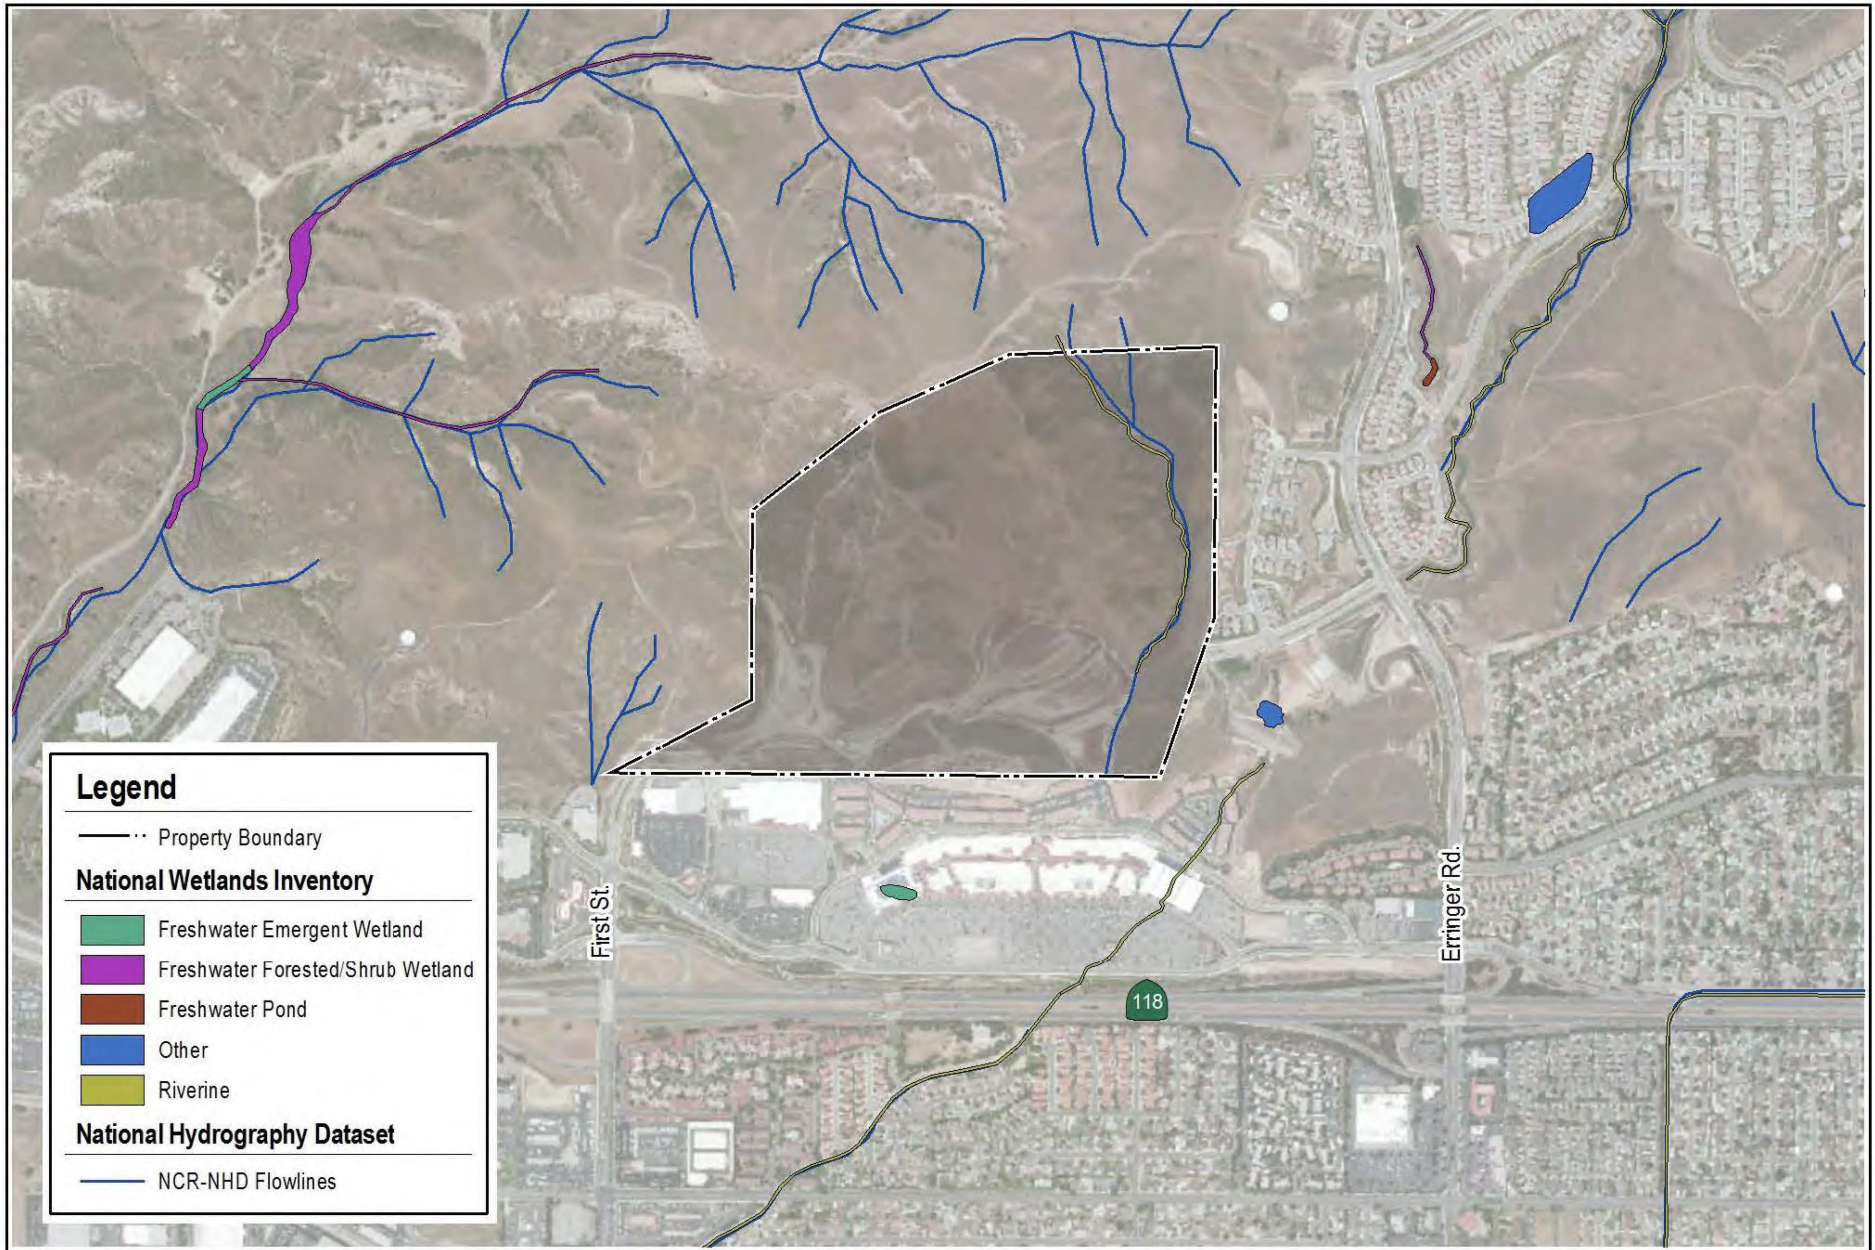 Legend
Property Boundary
National Wetlands Inventory
Freshwater Emergent Wetland
Freshwater Forested/Shrub Wetland
Freshwater Pond
Other
Riverine
National Hydrography Dataset
NCR-NHD Flowlines
First St.
Erringer Rd.
118